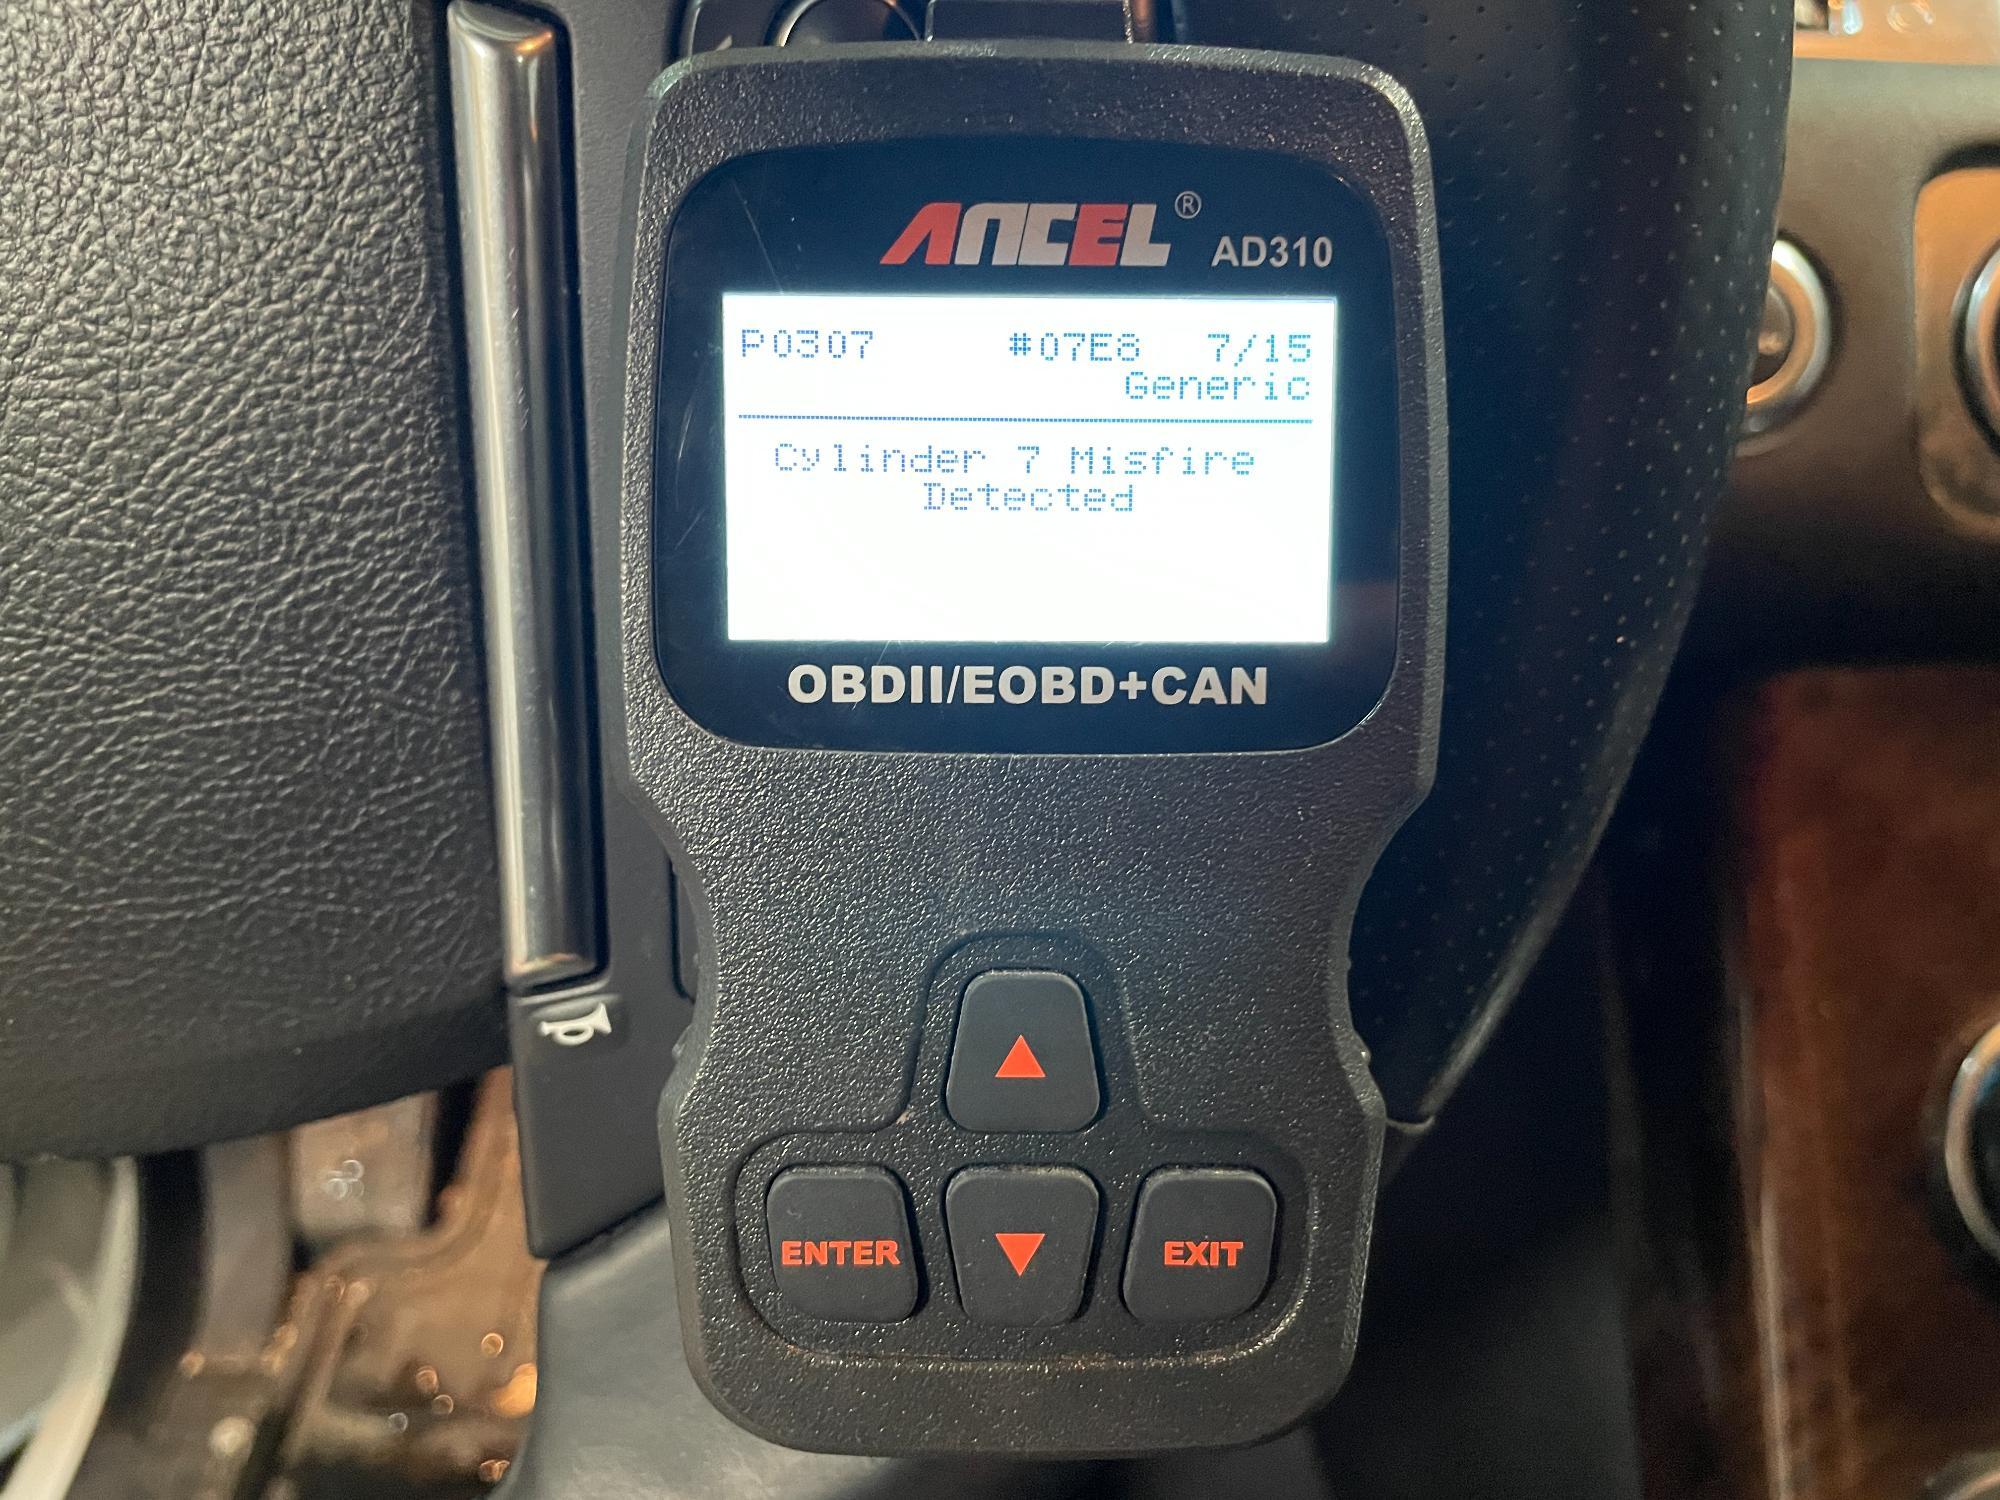 ANCEL® AD310
P0307 #07E8 7/15
Generic
Cylinder 7 Misfire
Detected
OBDII/EOBD+CAN
ENTER EXIT